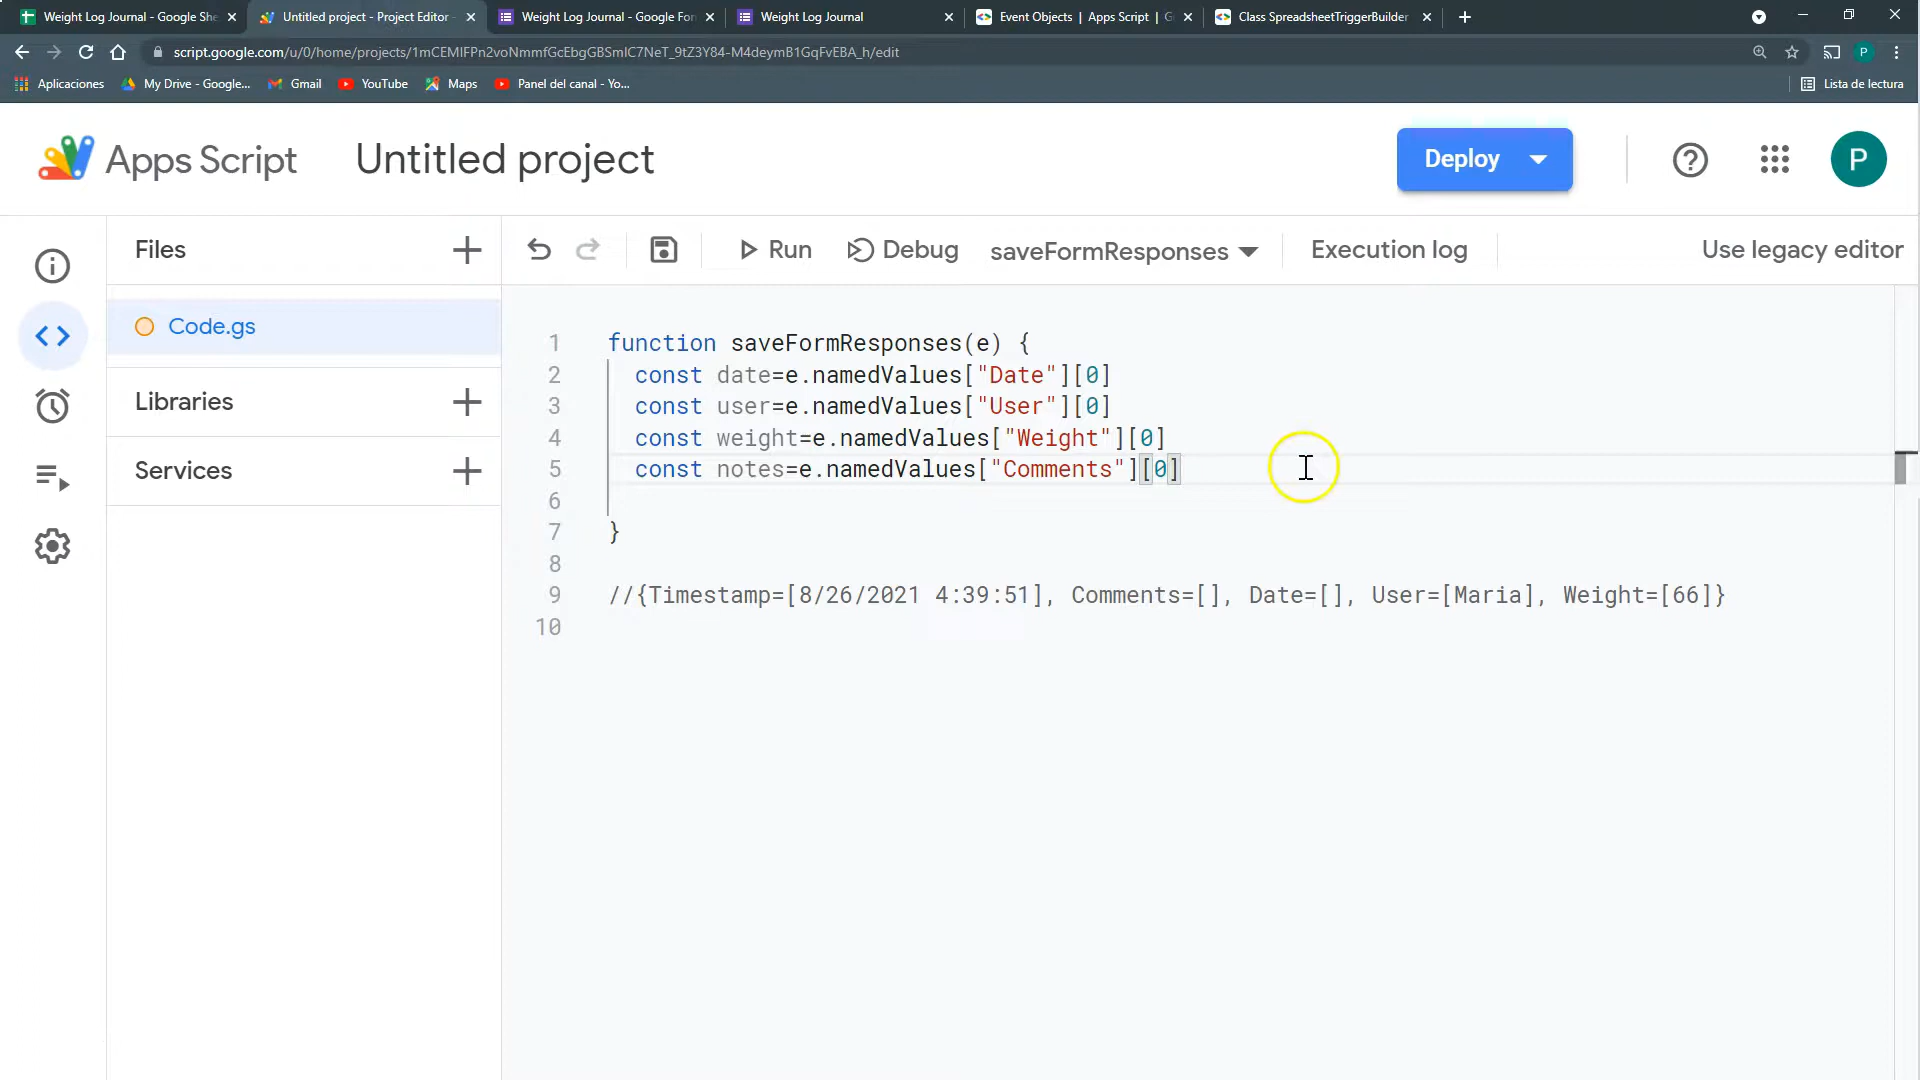 Weight Log Journal - Google She
Untitled project - Project Editor -
Weight Log Journal - Google For
Weight Log Journal
Event Objects | Apps Script | G
Class SpreadsheetTriggerBuilder
script.google.com/u/0/home/projects/1mCEMIFPn2voNmmfGcEbgGBSmlC7NeT_9tZ3Y84-M4deymB1GqFvEBA_h/edit
P
Aplicaciones
My Drive - Google...
Gmail
YouTube
Maps
Panel del canal - Yo...
Lista de lectura
Apps Script
Untitled project
Deploy
P
Files
Run
Debug
saveFormResponses
Execution log
Use legacy editor
Code.gs
Libraries
Services
1 function saveFormResponses(e) {
2 const date=e.namedValues["Date"][0]
3 const user=e.namedValues["User"][0]
4 const weight=e.namedValues["Weight"][0]
5 const notes=e.namedValues["Comments"][0]
6
7 }
8
9 //{Timestamp=[8/26/2021 4:39:51], Comments=[], Date=[], User=[Maria], Weight=[66]}
10